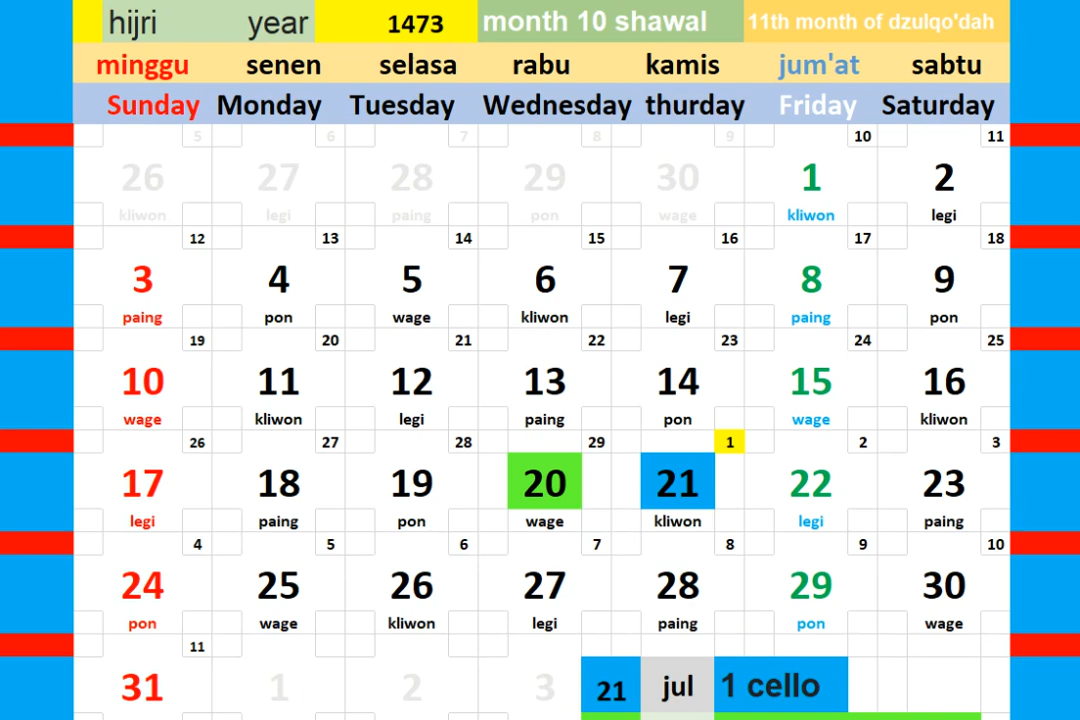 hijri year 1473 month 10 shawal 11th month of dzulqo'dah
minggu senen selasa rabu kamis jum'at sabtu
Sunday Monday Tuesday Wednesday thurday Friday Saturday
5 6 7 8 9 10 11
26 27 28 29 30 1 2
kliwon legi paing pon wage kliwon legi
12 13 14 15 16 17 18
3 4 5 6 7 8 9
paing pon wage kliwon legi paing pon
19 20 21 22 23 24 25
10 11 12 13 14 15 16
wage kliwon legi paing pon wage kliwon
26 27 28 29 1 2 3
17 18 19 20 21 22 23
legi paing pon wage kliwon legi paing
4 5 6 7 8 9 10
24 25 26 27 28 29 30
pon wage kliwon legi paing pon wage
11
31 1 2 3 21 jul 1 cello